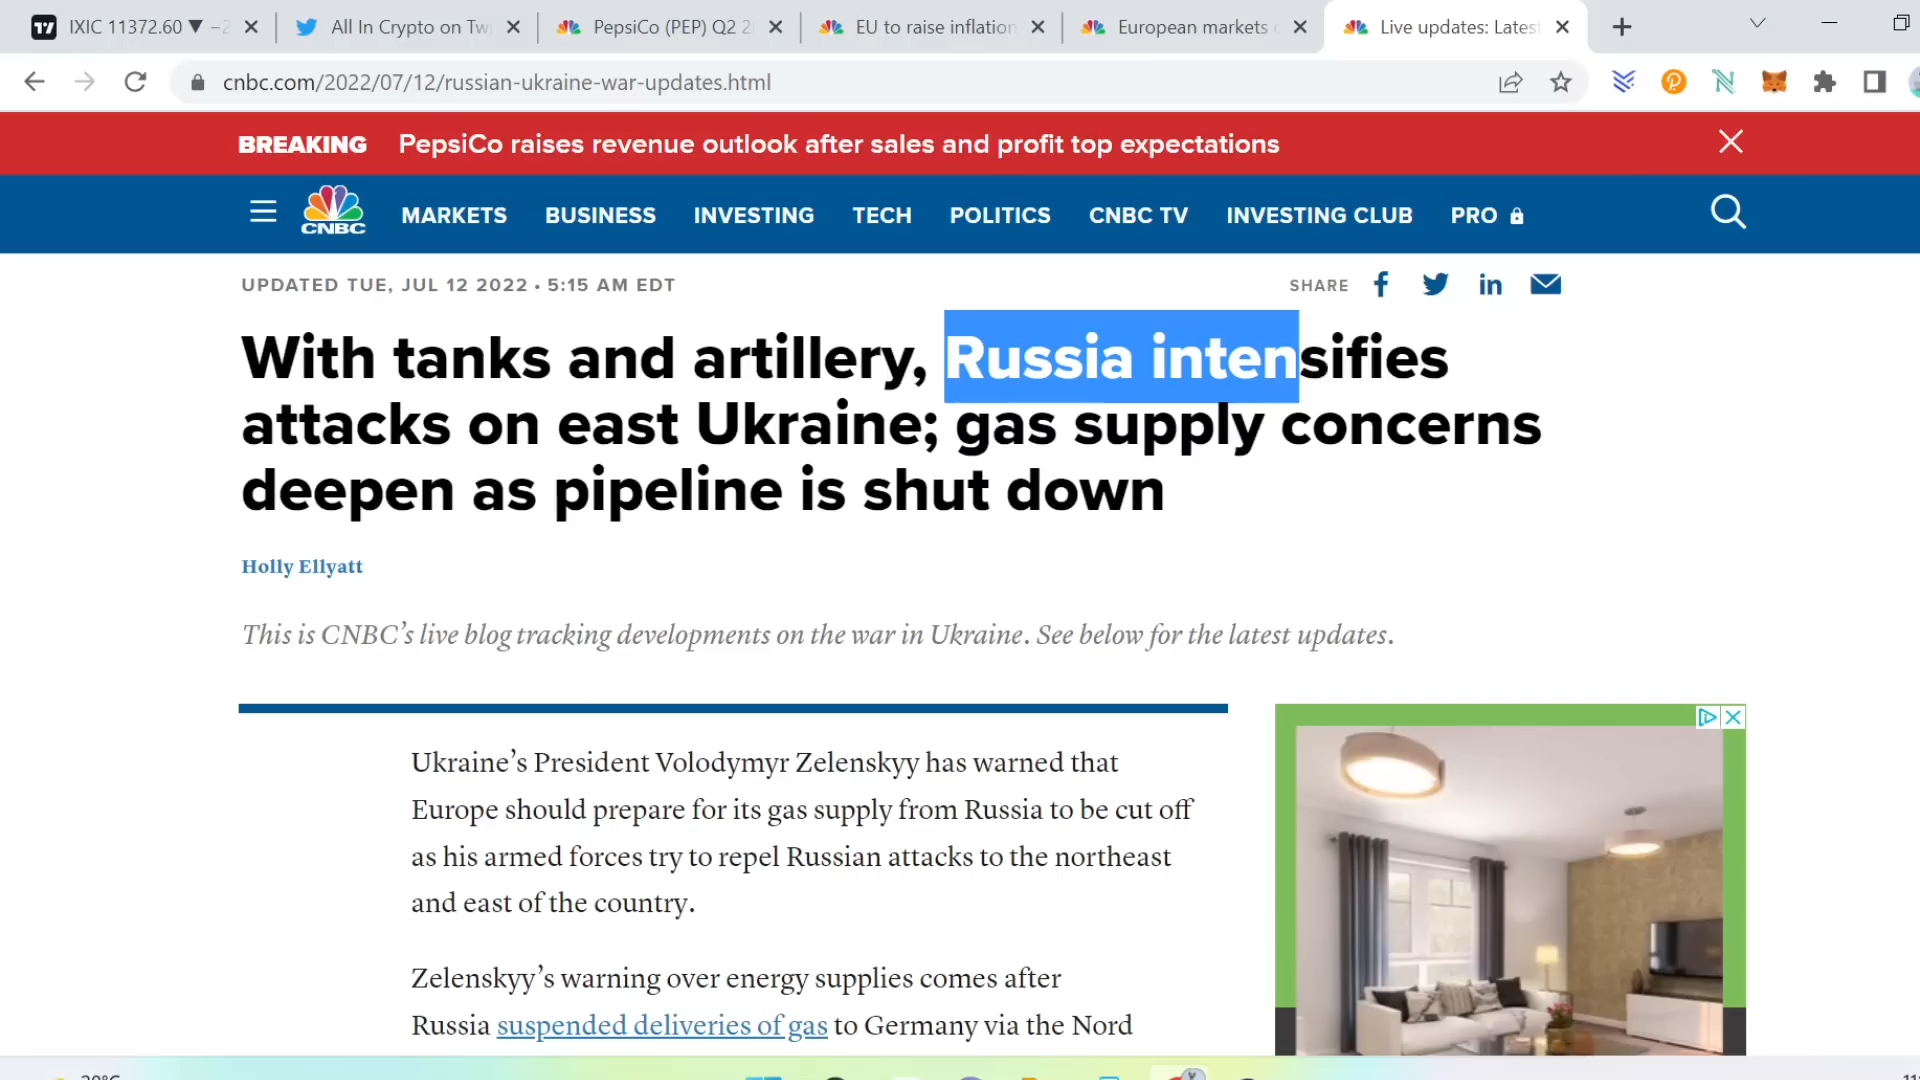 IXIC 11372.60 ▼ −2
All In Crypto on Tw
PepsiCo (PEP) Q2 2
EU to raise inflation
European markets
Live updates: Latest
cnbc.com/2022/07/12/russian-ukraine-war-updates.html
BREAKING PepsiCo raises revenue outlook after sales and profit top expectations
CNBC
MARKETS BUSINESS INVESTING TECH POLITICS CNBC TV INVESTING CLUB PRO
UPDATED TUE, JUL 12 2022 • 5:15 AM EDT
SHARE
With tanks and artillery, Russia intensifies
attacks on east Ukraine; gas supply concerns
deepen as pipeline is shut down
Holly Ellyatt
This is CNBC’s live blog tracking developments on the war in Ukraine. See below for the latest updates.
Ukraine’s President Volodymyr Zelenskyy has warned that
Europe should prepare for its gas supply from Russia to be cut off
as his armed forces try to repel Russian attacks to the northeast
and east of the country.
Zelenskyy’s warning over energy supplies comes after
Russia suspended deliveries of gas to Germany via the Nord